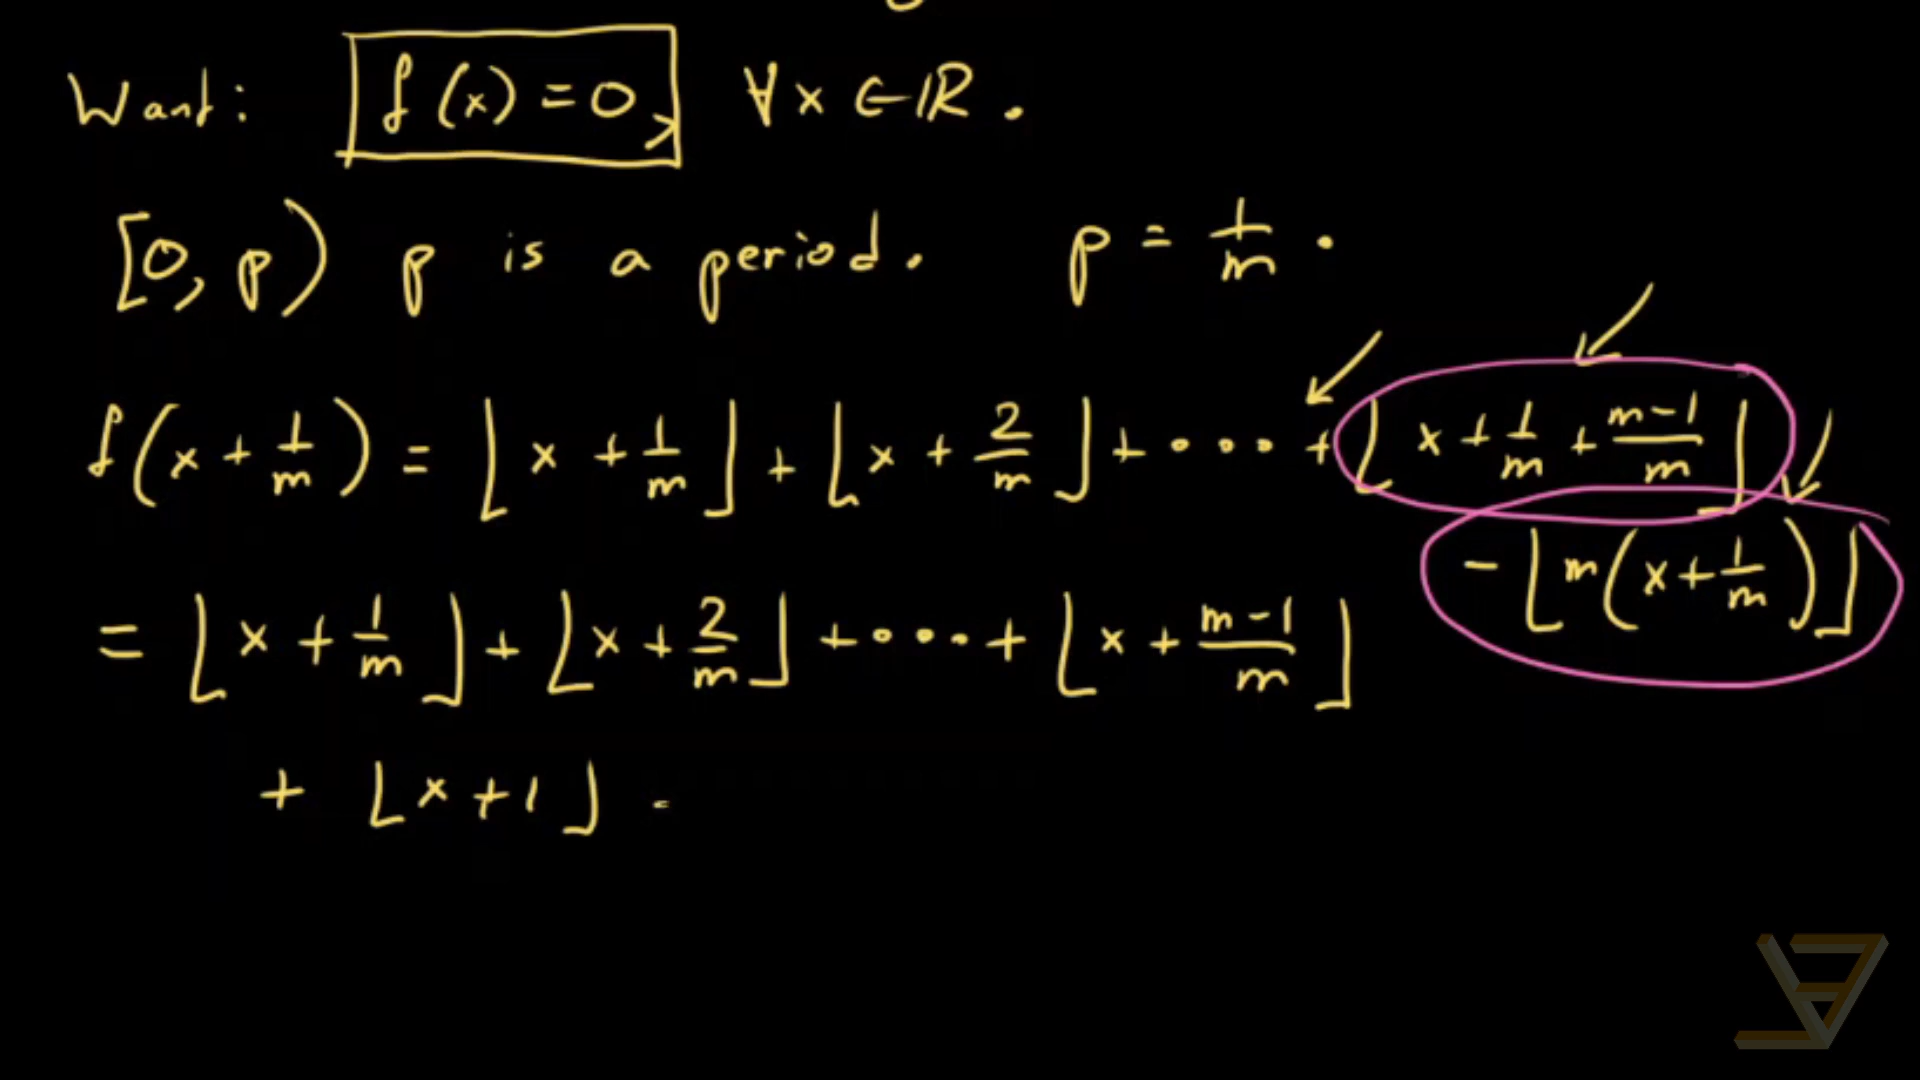 Want: f(x) = 0, ∀x ∈ ℝ.
[0, p) p is a period. p = 1/m.
f(x + 1/m) = ⌊x + 1/m⌋ + ⌊x + 2/m⌋ + ··· + ⌊x + 1/m + (m-1)/m⌋
- ⌊m(x + 1/m)⌋
= ⌊x + 1/m⌋ + ⌊x + 2/m⌋ + ··· + ⌊x + (m-1)/m⌋
+ ⌊x + 1⌋ -